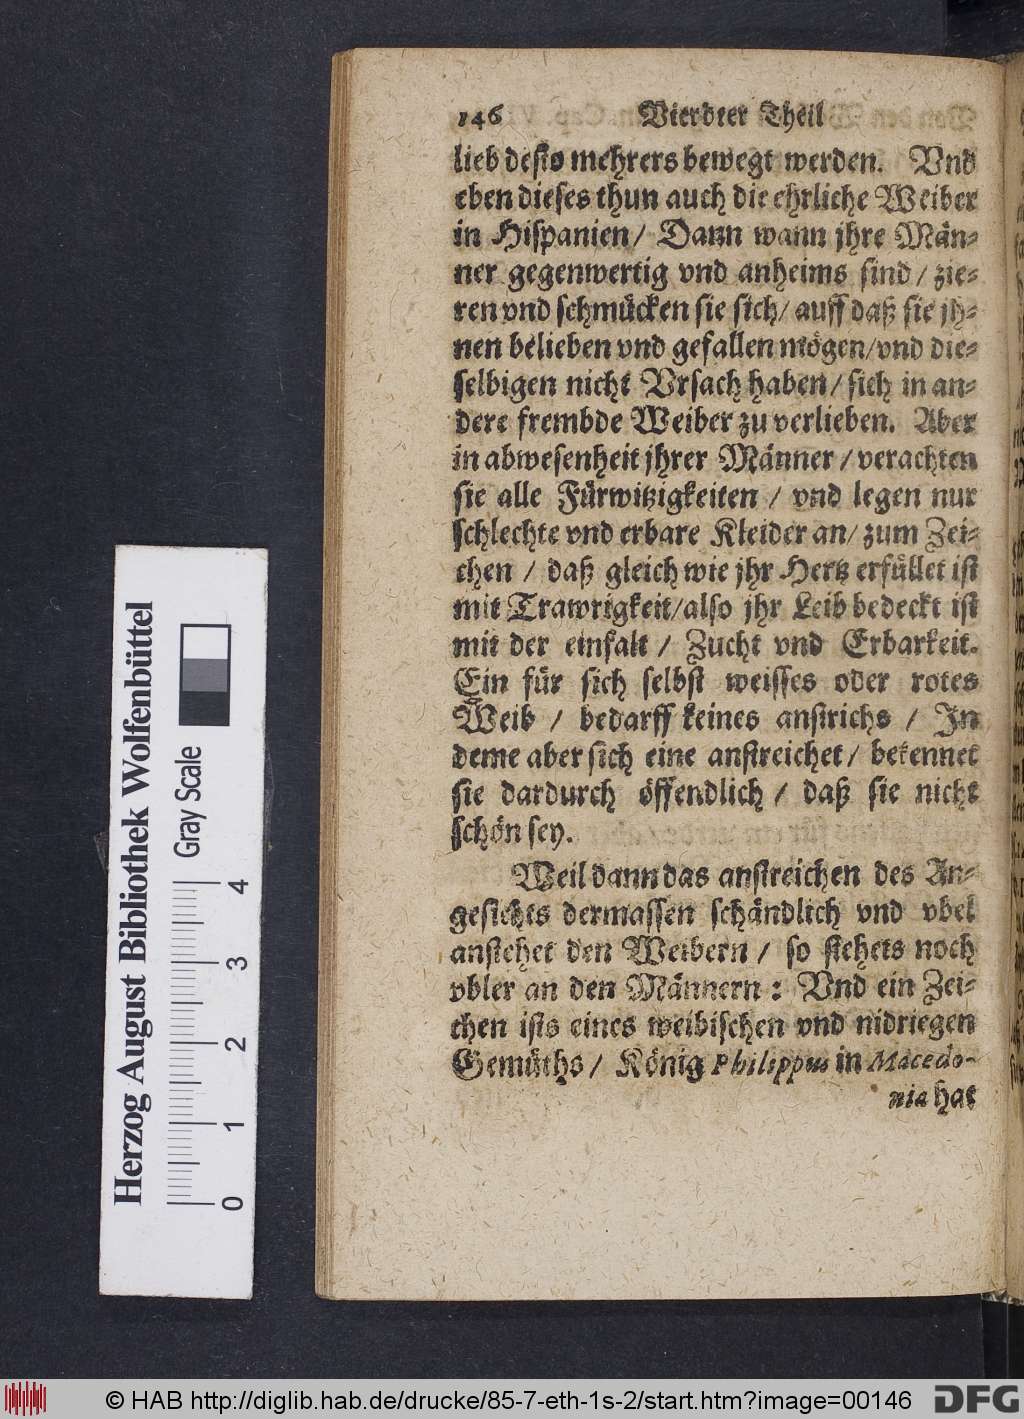 146 Vierdter Theil
lieb desto mehrers bewegt werden. Vnd
eben dieses thun auch die ehrliche Weiber
in Hispanien/ Dann wann jhre Män-
ner gegenwertig vnd anheims sind / zie-
ren vnd schmücken sie sich/ auff daß sie jh-
nen belieben vnd gefallen mögen/vnd die-
selbigen nicht Vrsach haben/ sich in an-
dere frembde Weiber zu verlieben. Aber
in abwesenheit jhrer Männer / verachten
sie alle Fürwitzigkeiten / vnd legen nur
schlechte vnd erbare Kleider an/ zum Zei-
chen / daß gleich wie jhr Hertz erfüllet ist
mit Trawrigkeit/also jhr Leib bedeckt ist
mit der einfalt / Zucht vnd Erbarkeit.
Ein für sich selbst weisses oder rotes
Weib / bedarff keines anstrichs / In
deme aber sich eine anstreichet / bekennet
sie dardurch öffendlich / daß sie nicht
schön sey.
Weil dann das anstreichen des An-
gesichts dermassen schändlich vnd vbel
anstehet den Weibern / so stehets noch
vbler an den Männern : Vnd ein Zei-
chen ists eines weibischen vnd nidriegen
Gemüths / König Philippus in Macedo-
nia hat
Herzog August Bibliothek Wolfenbüttel
Gray Scale
0 1 2 3 4
© HAB http://diglib.hab.de/drucke/85-7-eth-1s-2/start.htm?image=00146
DFG